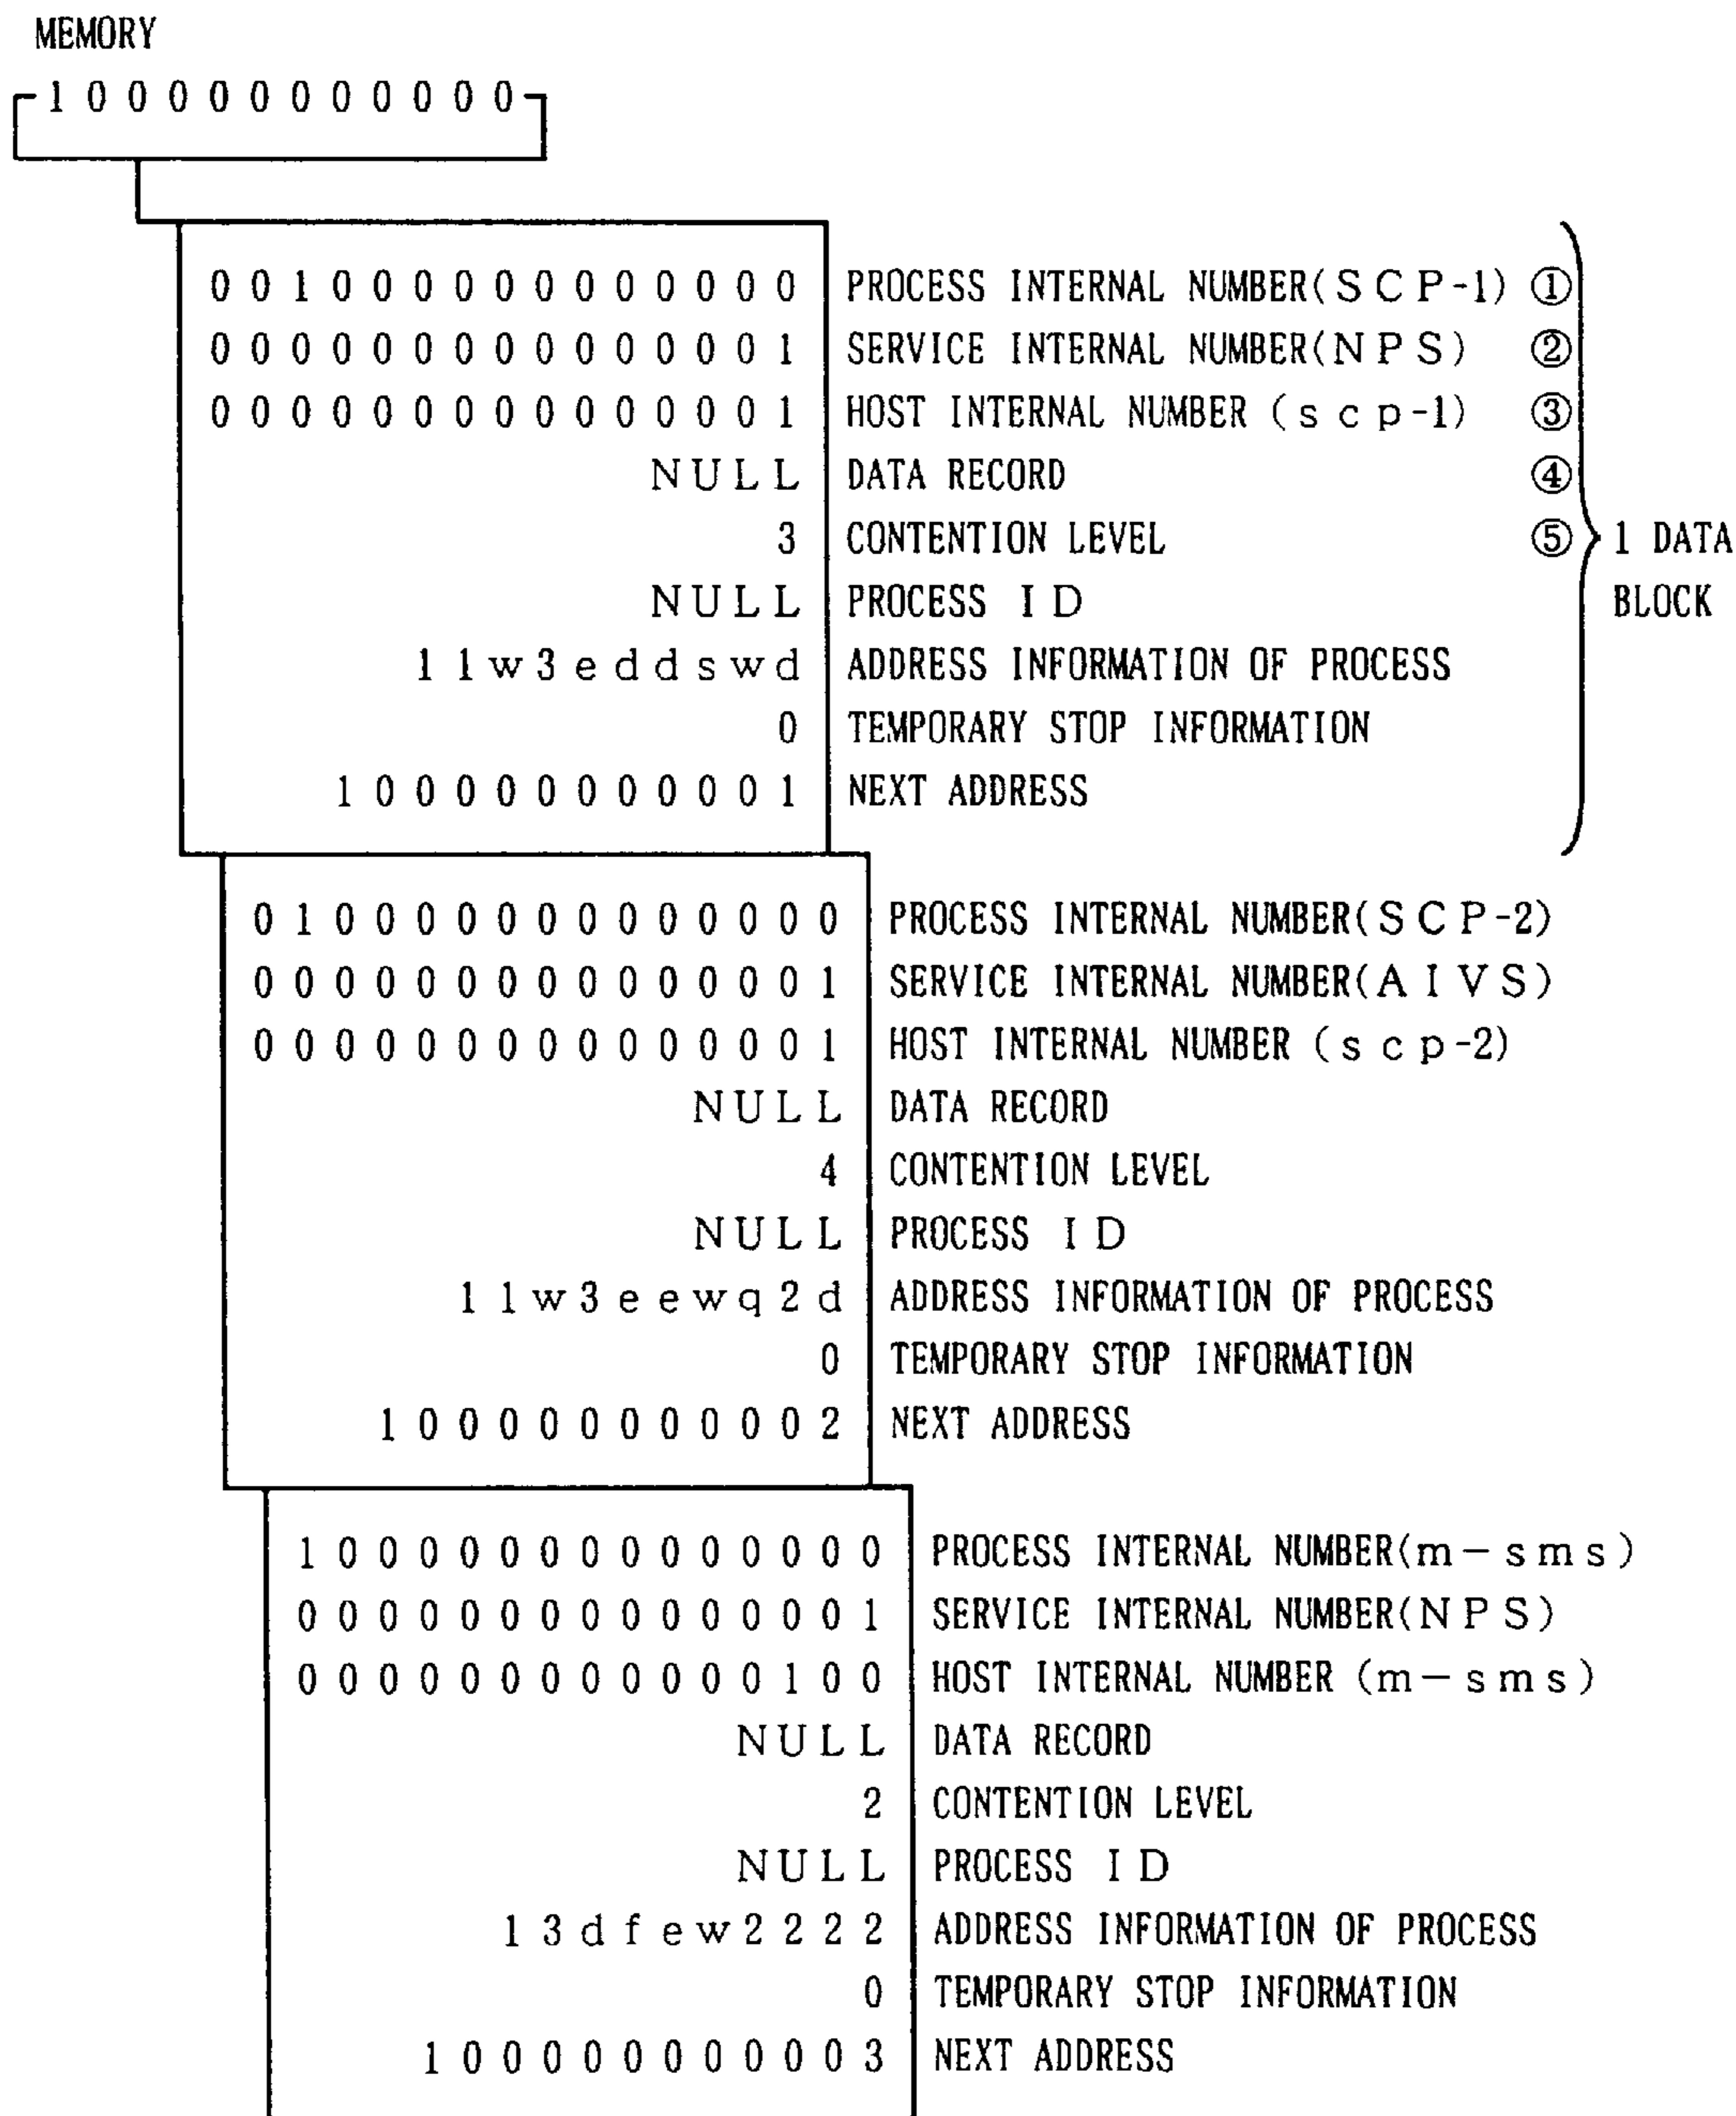 MEMORY
1 0 0 0 0 0 0 0 0 0 0 0
0 0 1 0 0 0 0 0 0 0 0 0 0 0 0 PROCESS INTERNAL NUMBER(SCP-1) ①
0 0 0 0 0 0 0 0 0 0 0 0 0 0 1 SERVICE INTERNAL NUMBER(NPS) ②
0 0 0 0 0 0 0 0 0 0 0 0 0 0 1 HOST INTERNAL NUMBER (scp-1) ③
NULL DATA RECORD ④
3 CONTENTION LEVEL ⑤ 1 DATA
NULL PROCESS ID BLOCK
11w3eddswd ADDRESS INFORMATION OF PROCESS
0 TEMPORARY STOP INFORMATION
1 0 0 0 0 0 0 0 0 0 0 1 NEXT ADDRESS
0 1 0 0 0 0 0 0 0 0 0 0 0 0 0 PROCESS INTERNAL NUMBER(SCP-2)
0 0 0 0 0 0 0 0 0 0 0 0 0 0 1 SERVICE INTERNAL NUMBER(AIVS)
0 0 0 0 0 0 0 0 0 0 0 0 0 0 1 HOST INTERNAL NUMBER (scp-2)
NULL DATA RECORD
4 CONTENTION LEVEL
NULL PROCESS ID
11w3eewq2d ADDRESS INFORMATION OF PROCESS
0 TEMPORARY STOP INFORMATION
1 0 0 0 0 0 0 0 0 0 0 2 NEXT ADDRESS
1 0 0 0 0 0 0 0 0 0 0 0 0 0 0 PROCESS INTERNAL NUMBER(m-sms)
0 0 0 0 0 0 0 0 0 0 0 0 0 0 1 SERVICE INTERNAL NUMBER(NPS)
0 0 0 0 0 0 0 0 0 0 0 0 1 0 0 HOST INTERNAL NUMBER (m-sms)
NULL DATA RECORD
2 CONTENTION LEVEL
NULL PROCESS ID
13dfew2222 ADDRESS INFORMATION OF PROCESS
0 TEMPORARY STOP INFORMATION
1 0 0 0 0 0 0 0 0 0 0 3 NEXT ADDRESS